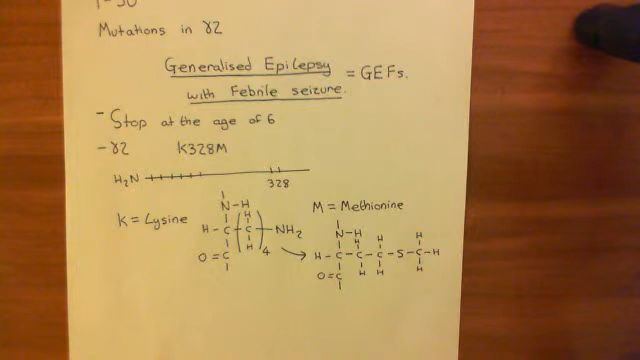 Mutations in γ2
Generalised Epilepsy
with Febrile seizure. = GEFs.
- Stop at the age of 6
- γ2 K328M
H₂N
328
K = Lysine
M = Methionine
N-H
H-C-(C)4-NH₂
H
H
O=C
N-H
H H
H-C-C-C-S-C-H
H H H
H
O=C